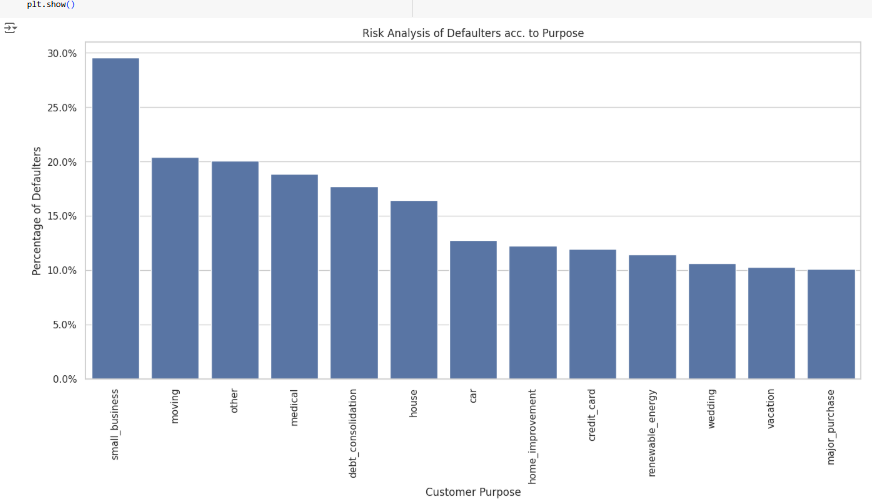 plt.show()
Risk Analysis of Defaulters acc. to Purpose
Percentage of Defaulters
30.0%
25.0%
20.0%
15.0%
10.0%
5.0%
0.0%
small_business
moving
other
medical
debt_consolidation
house
car
home_improvement
credit_card
renewable_energy
wedding
vacation
major_purchase
Customer Purpose